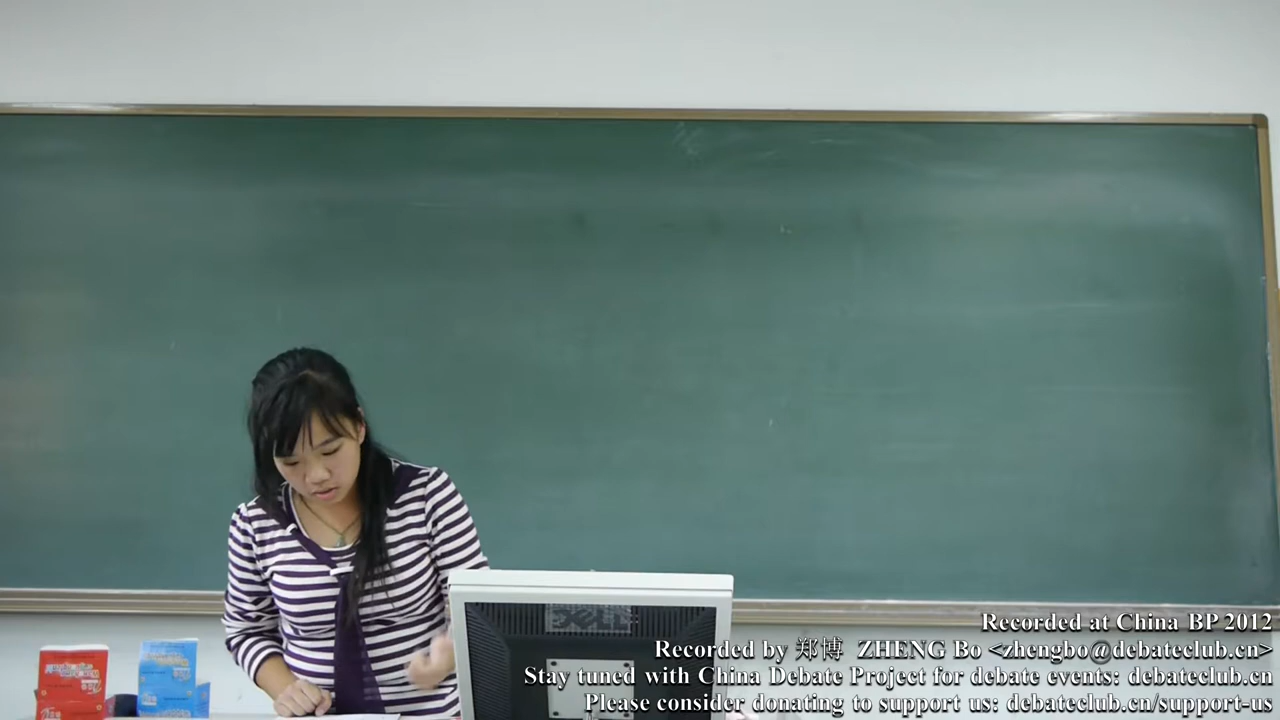 Recorded at China BP 2012
Recorded by 郑博 ZHENG Bo <zhengbo@debateclub.cn>
Stay tuned with China Debate Project for debate events: debateclub.cn
Please consider donating to support us: debateclub.cn/support-us